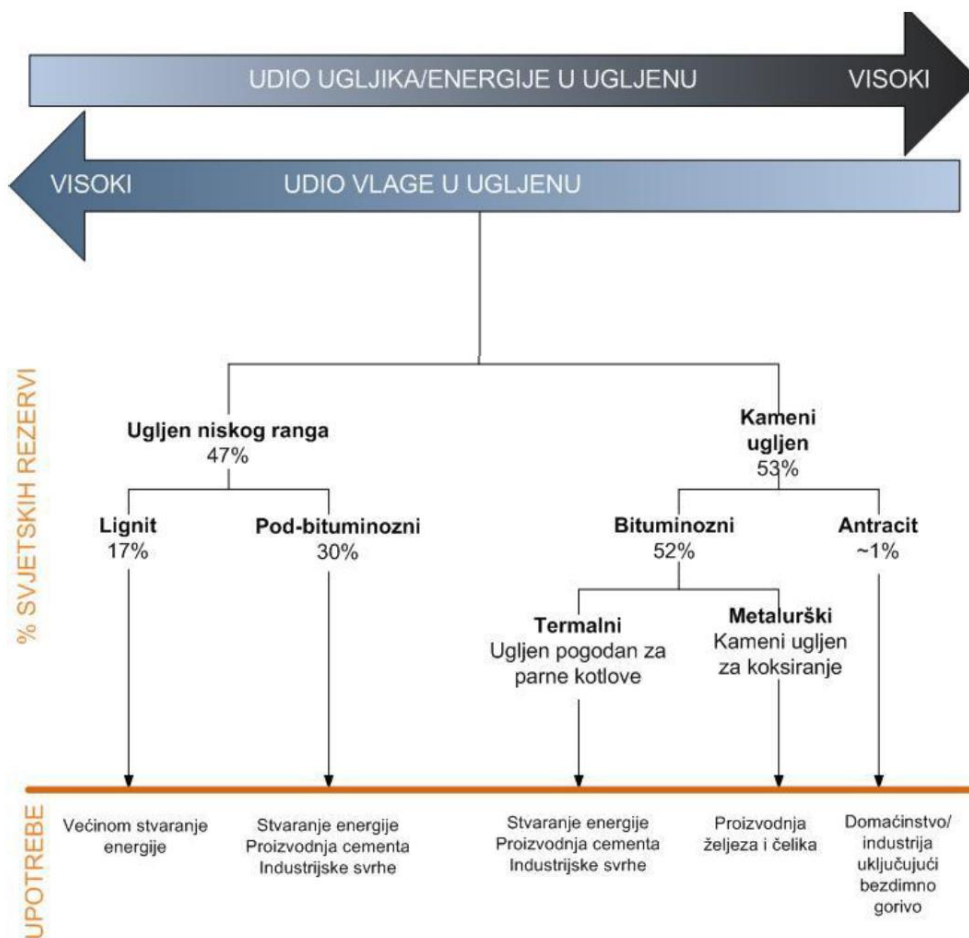 UDIO UGLJIKA/ENERGIJE U UGLJENU VISOKI
VISOKI UDIO VLAGE U UGLJENU
% SVJETSKIH REZERVI
Ugljen niskog ranga
47%
Kameni
ugljen
53%
Lignit
17%
Pod-bituminozni
30%
Bituminozni
52%
Antracit
~1%
Termalni
Ugljen pogodan za
parne kotlove
Metalurški
Kameni ugljen
za koksiranje
UPOTREBE
Većinom stvaranje
energije
Stvaranje energije
Proizvodnja cementa
Industrijske svrhe
Stvaranje energije
Proizvodnja cementa
Industrijske svrhe
Proizvodnja
željeza i čelika
Domaćinstvo/
industrija
uključujući
bezdimno
gorivo